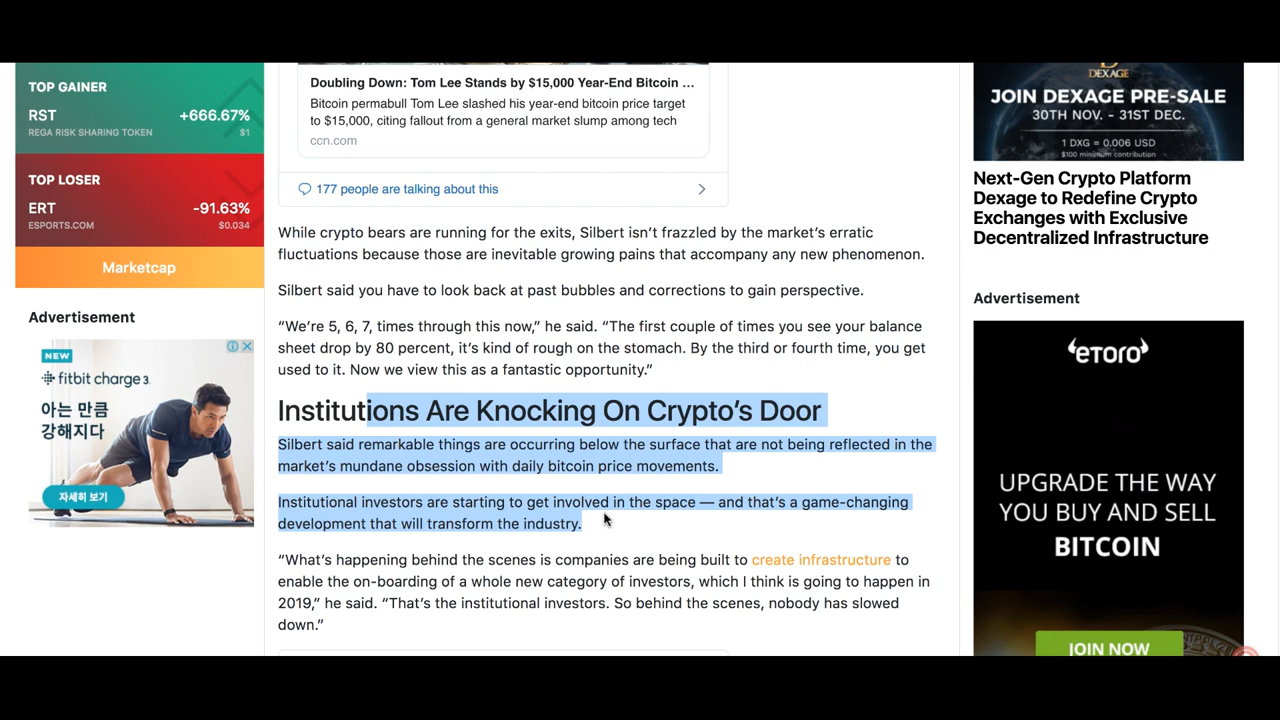 TOP GAINER
RST +666.67%
REGA RISK SHARING TOKEN $1
TOP LOSER
ERT -91.63%
ESPORTS.COM $0.034
Marketcap
Advertisement
NEW
fitbit charge 3.
아는 만큼
강해지다
자세히 보기
Doubling Down: Tom Lee Stands by $15,000 Year-End Bitcoin ...
Bitcoin permabull Tom Lee slashed his year-end bitcoin price target
to $15,000, citing fallout from a general market slump among tech
ccn.com
177 people are talking about this
While crypto bears are running for the exits, Silbert isn’t frazzled by the market’s erratic
fluctuations because those are inevitable growing pains that accompany any new phenomenon.
Silbert said you have to look back at past bubbles and corrections to gain perspective.
“We’re 5, 6, 7, times through this now,” he said. “The first couple of times you see your balance
sheet drop by 80 percent, it’s kind of rough on the stomach. By the third or fourth time, you get
used to it. Now we view this as a fantastic opportunity.”
Institutions Are Knocking On Crypto’s Door
Silbert said remarkable things are occurring below the surface that are not being reflected in the
market’s mundane obsession with daily bitcoin price movements.
Institutional investors are starting to get involved in the space — and that’s a game-changing
development that will transform the industry.
“What’s happening behind the scenes is companies are being built to create infrastructure to
enable the on-boarding of a whole new category of investors, which I think is going to happen in
2019,” he said. “That’s the institutional investors. So behind the scenes, nobody has slowed
down.”
DEXAGE
JOIN DEXAGE PRE-SALE
30TH NOV. - 31ST DEC.
1 DXG = 0.006 USD
$100 minimum contribution
Next-Gen Crypto Platform
Dexage to Redefine Crypto
Exchanges with Exclusive
Decentralized Infrastructure
Advertisement
eToro
UPGRADE THE WAY
YOU BUY AND SELL
BITCOIN
JOIN NOW